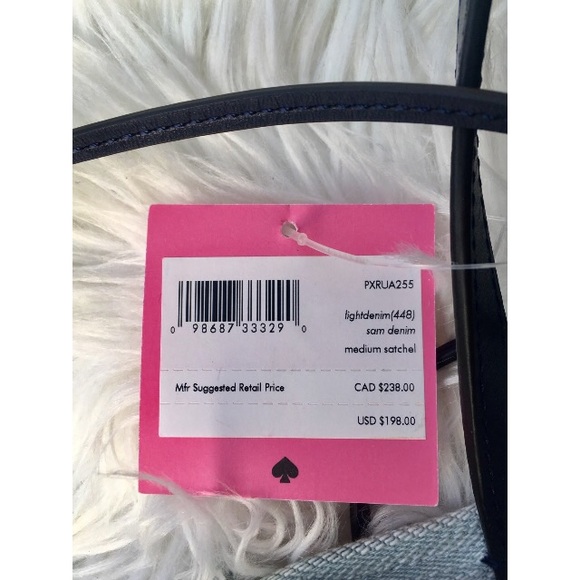 PXRUA255
0 98687 33329 0
lightdenim(448)
sam denim
medium satchel
Mfr Suggested Retail Price CAD $238.00
USD $198.00